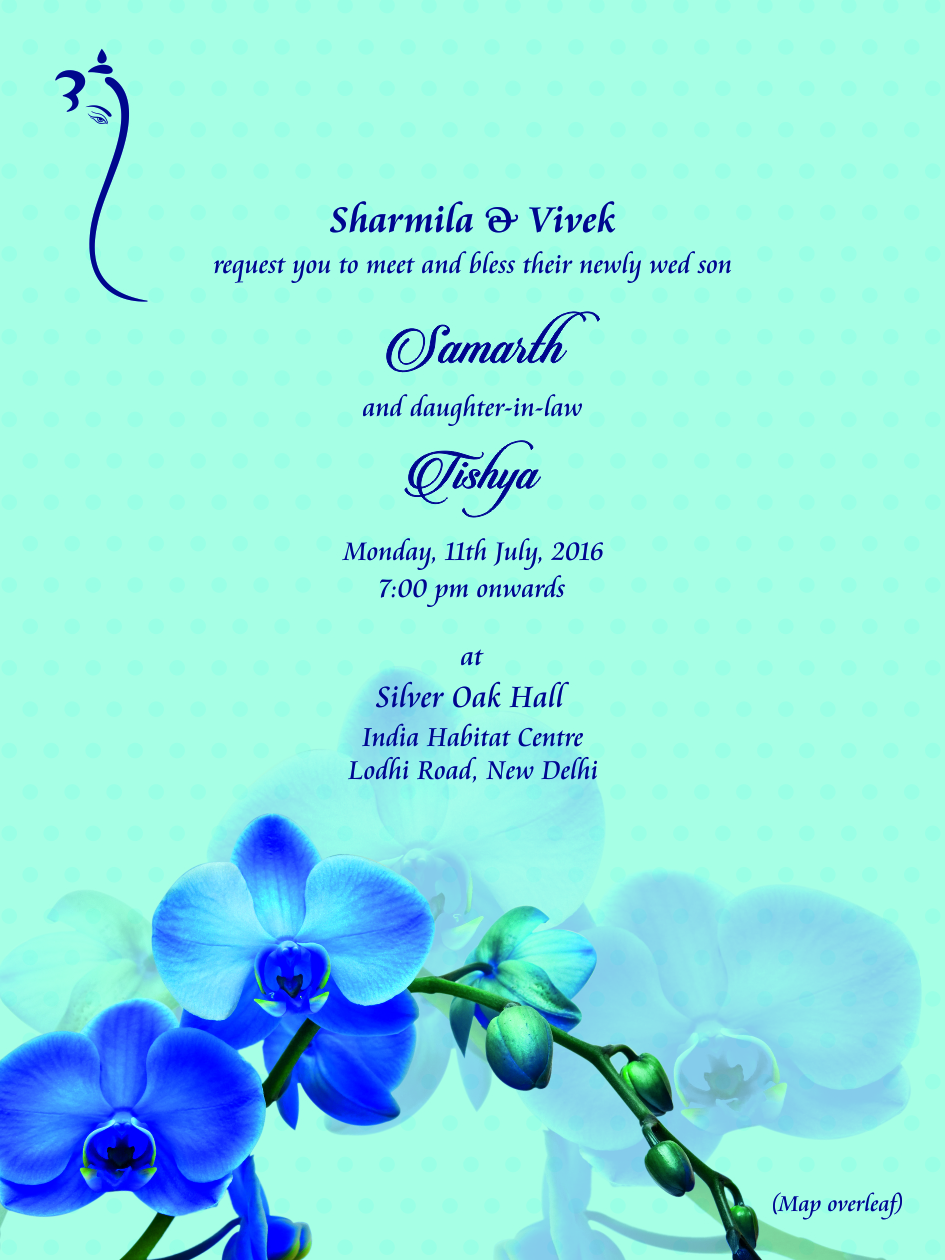 Sharmila & Vivek
request you to meet and bless their newly wed son
Samarth
and daughter-in-law
Tishya
Monday, 11th July, 2016
7:00 pm onwards
at
Silver Oak Hall
India Habitat Centre
Lodhi Road, New Delhi
(Map overleaf)